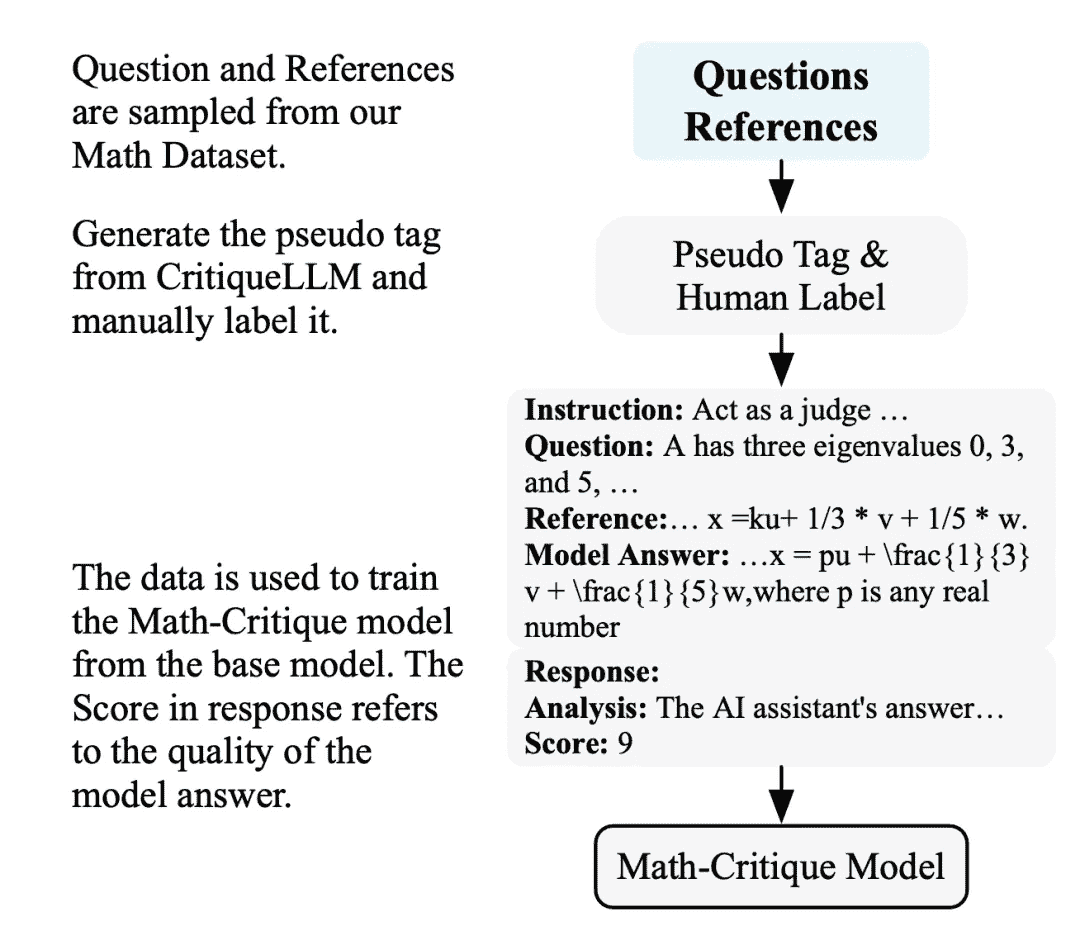 Question and References
are sampled from our
Math Dataset.
Questions
References
Generate the pseudo tag
from CritiqueLLM and
manually label it.
Pseudo Tag &
Human Label
Instruction: Act as a judge …
Question: A has three eigenvalues 0, 3,
and 5, …
Reference:… x =ku+ 1/3 * v + 1/5 * w.
Model Answer: …x = pu + \frac{1}{3}
v + \frac{1}{5}w,where p is any real
number
The data is used to train
the Math-Critique model
from the base model. The
Score in response refers
to the quality of the
model answer.
Response:
Analysis: The AI assistant's answer…
Score: 9
Math-Critique Model